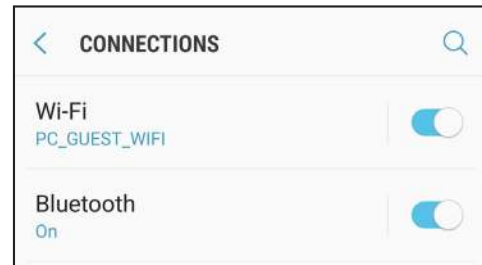 CONNECTIONS
Wi-Fi
PC_GUEST_WIFI
Bluetooth
On